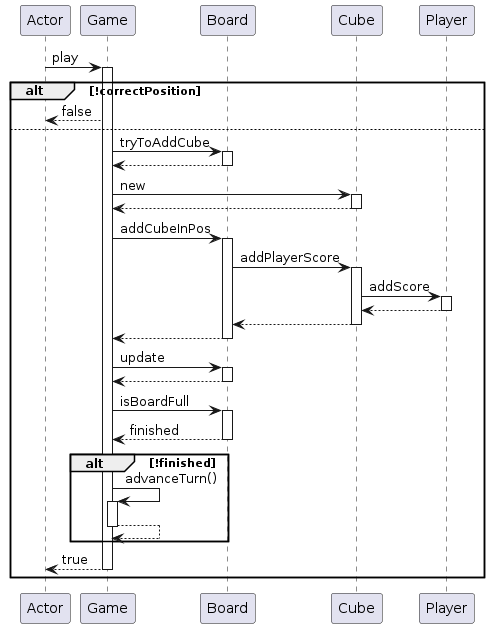 Actor Game Board Cube Player
play
alt [!correctPosition]
false
tryToAddCube
new
addCubeInPos
addPlayerScore
addScore
update
isBoardFull
finished
alt [!finished]
advanceTurn()
true
Actor Game Board Cube Player